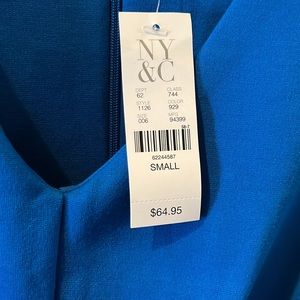 NY
&C
DEPT CLASS
62 744
STYLE COLOR
1126 929
SIZE MFG
006 94399
62244587
SMALL
$64.95